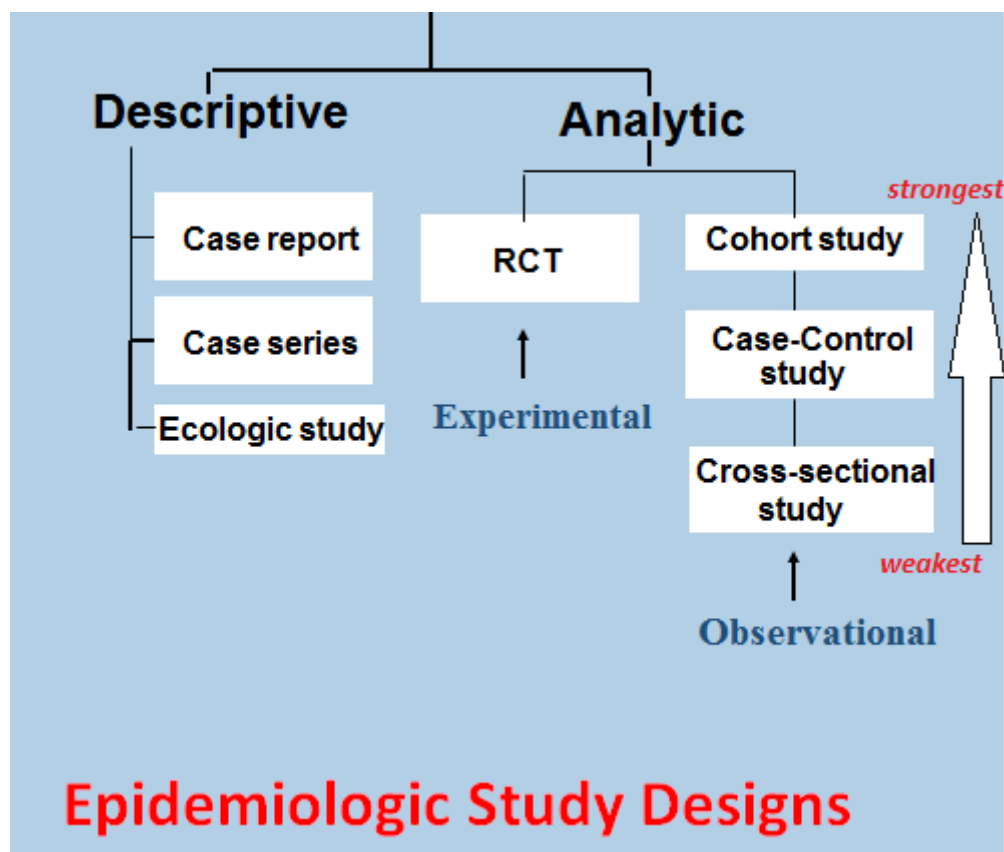 Descriptive
Analytic
Case report
Case series
Ecologic study
RCT
Experimental
Cohort study
Case-Control
study
Cross-sectional
study
Observational
strongest
weakest
Epidemiologic Study Designs